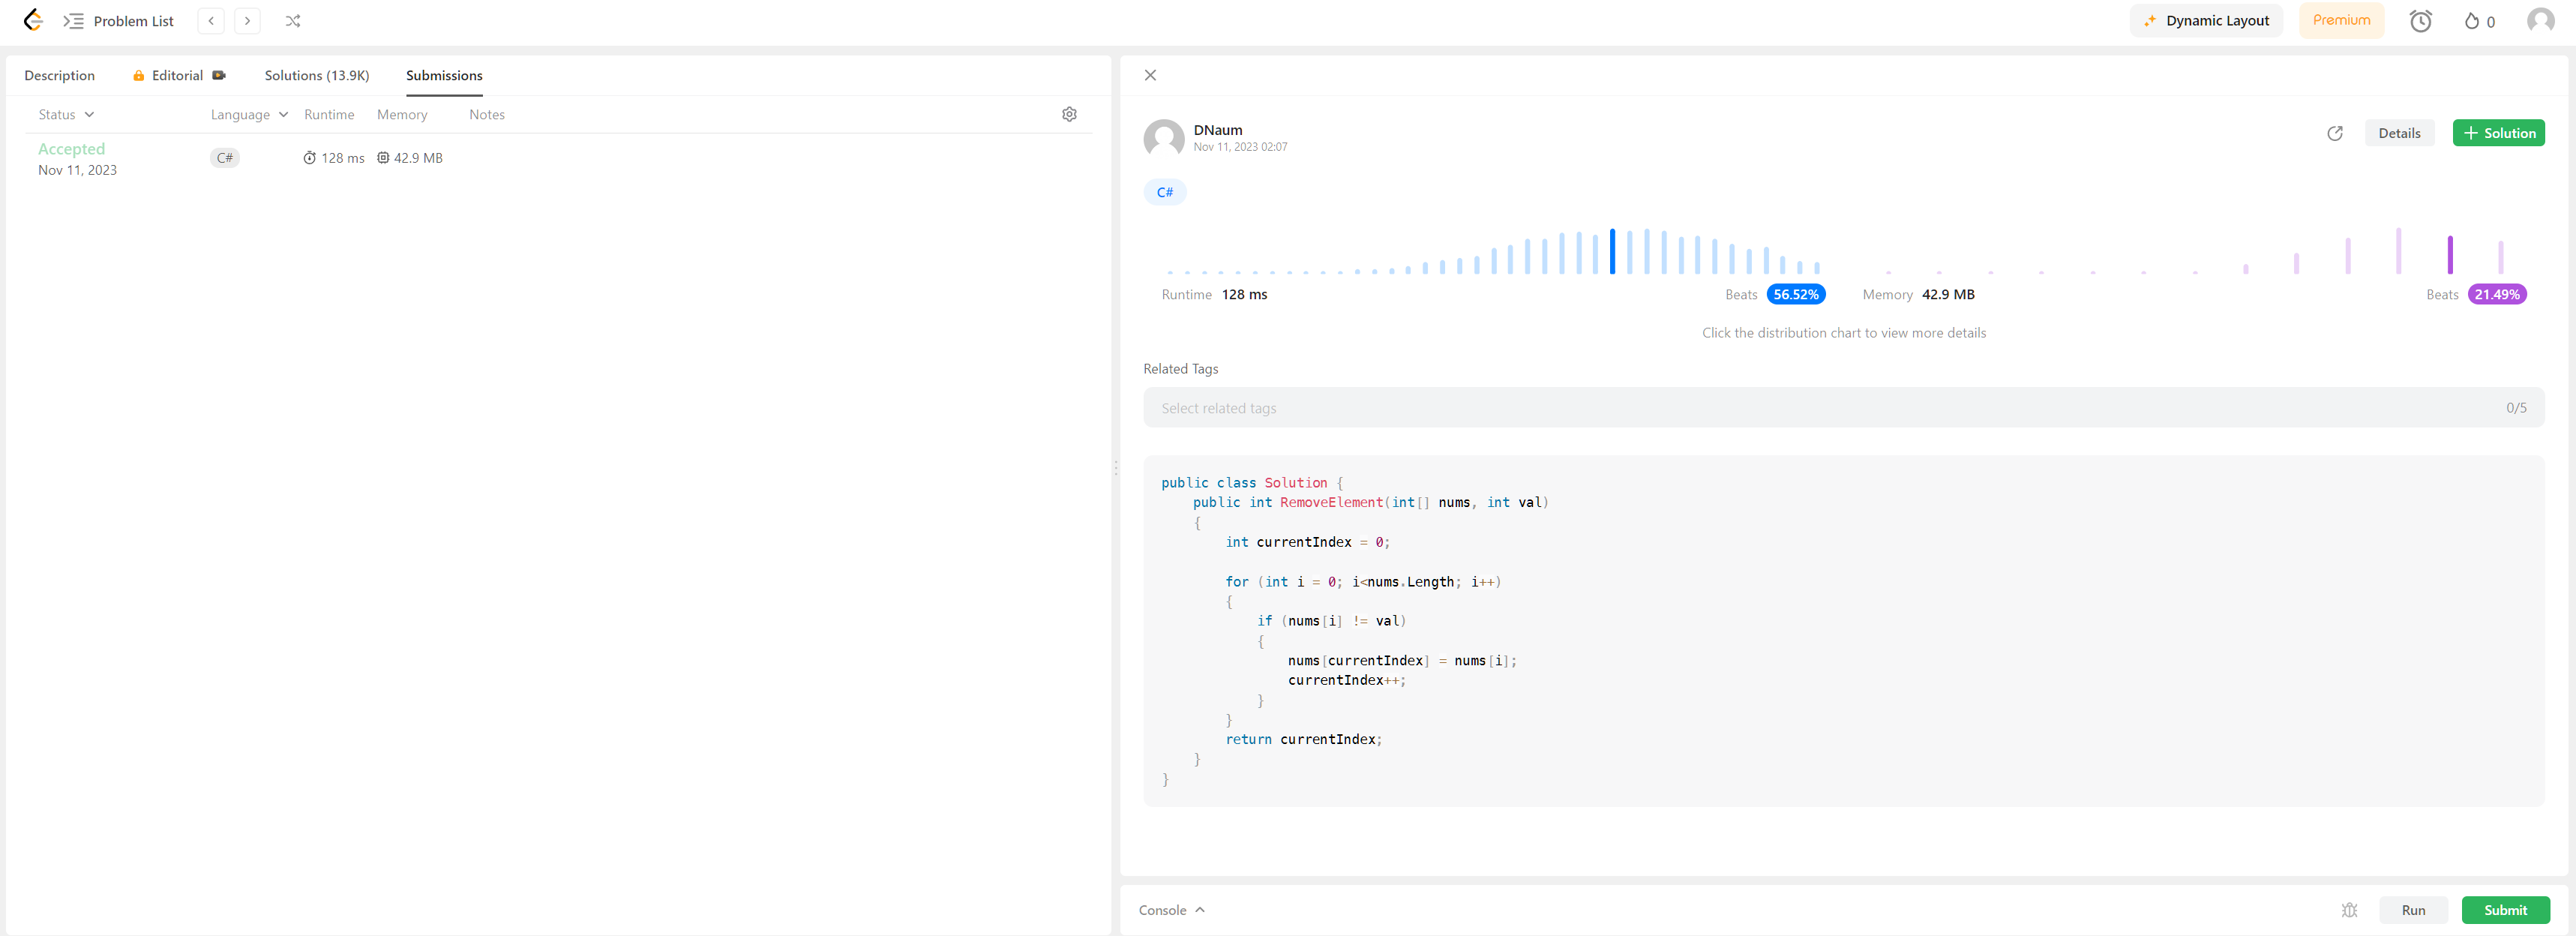 Problem List
Dynamic Layout
Premium
0
Description
Editorial
Solutions (13.9K)
Submissions
Status
Language
Runtime
Memory
Notes
Accepted
Nov 11, 2023
C#
128 ms
42.9 MB
DNaum
Nov 11, 2023 02:07
Details
Solution
C#
Runtime 128 ms
Beats 56.52%
Memory 42.9 MB
Beats 21.49%
Click the distribution chart to view more details
Related Tags
Select related tags
0/5
public class Solution {
    public int RemoveElement(int[] nums, int val)
    {
        int currentIndex = 0;
        for (int i = 0; i<nums.Length; i++)
        {
            if (nums[i] != val)
            {
                nums[currentIndex] = nums[i];
                currentIndex++;
            }
        }
        return currentIndex;
    }
}
Console
Run
Submit